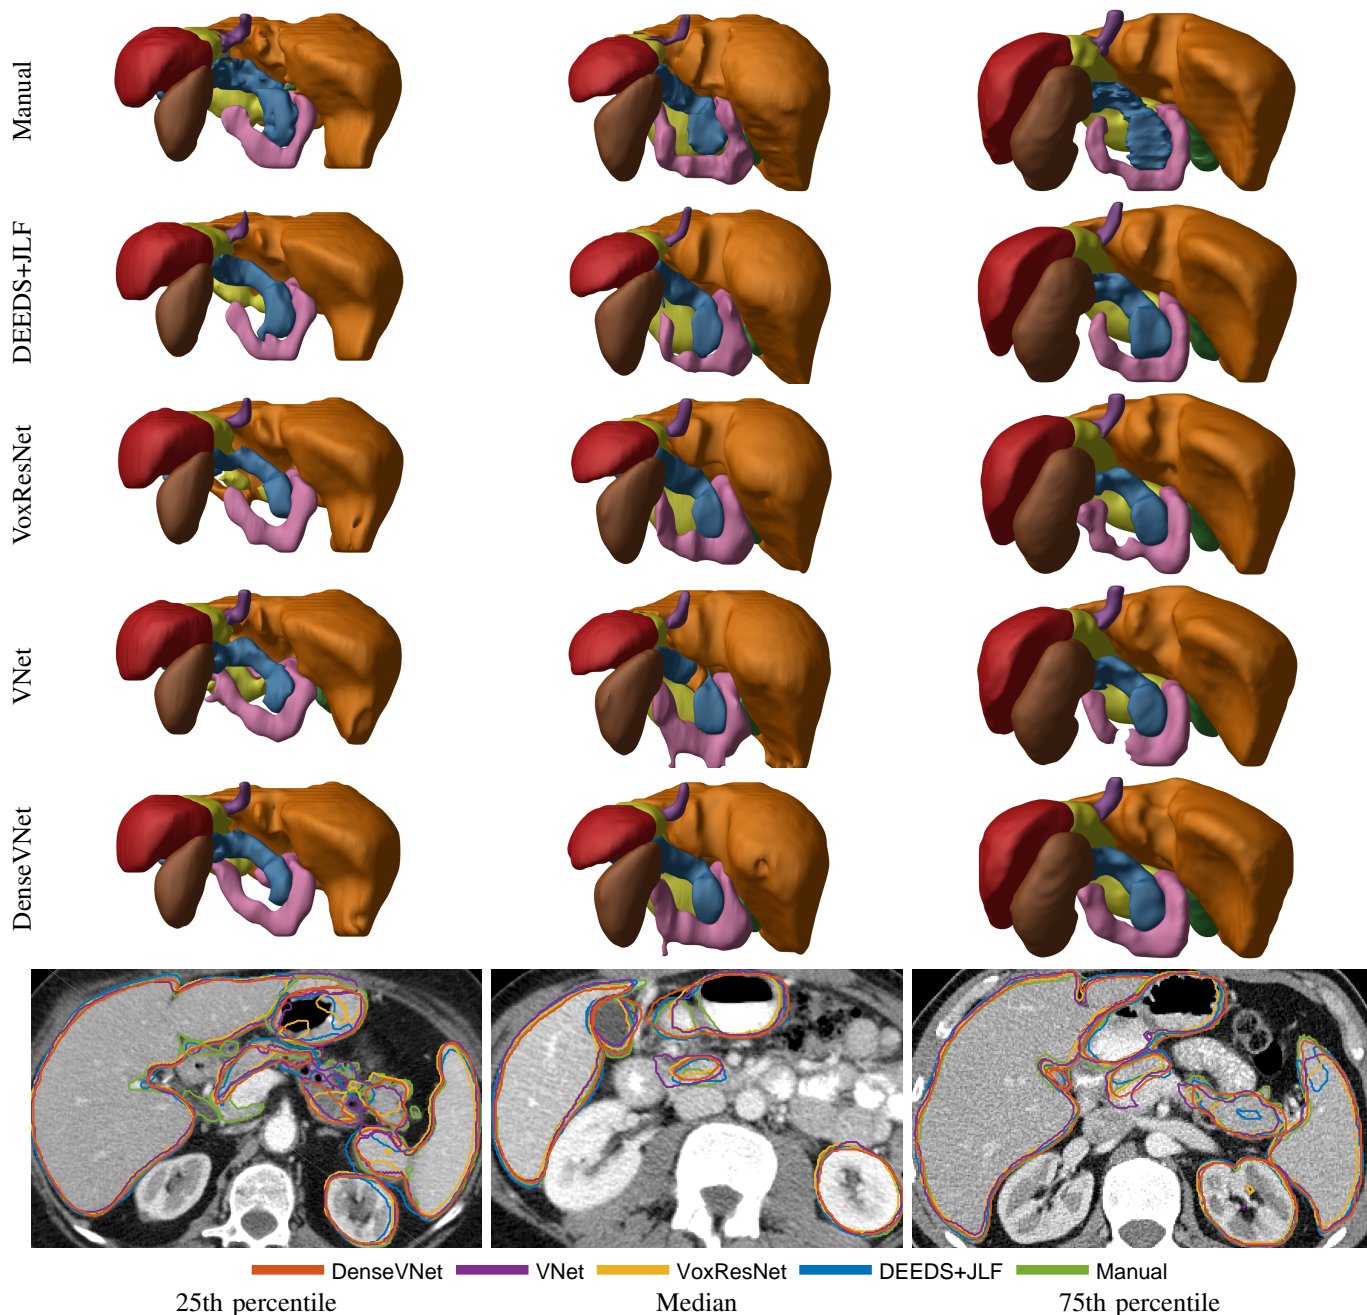 Manual
DEEDS+JLF
VoxResNet
VNet
DenseVNet
DenseVNet VNet VoxResNet DEEDS+JLF Manual
25th percentile Median 75th percentile